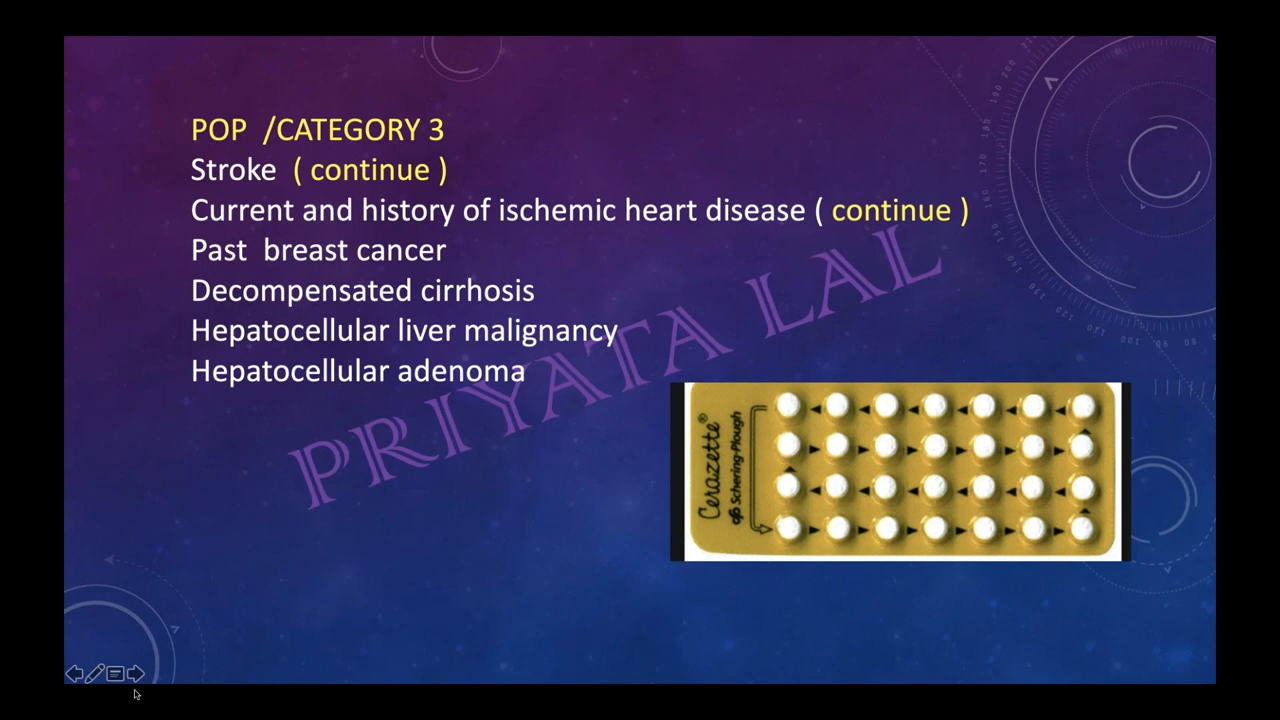 POP /CATEGORY 3
Stroke ( continue )
Current and history of ischemic heart disease ( continue )
Past breast cancer
Decompensated cirrhosis
Hepatocellular liver malignancy
Hepatocellular adenoma
PRIYATA LAL
Cerazette®
Schering-Plough